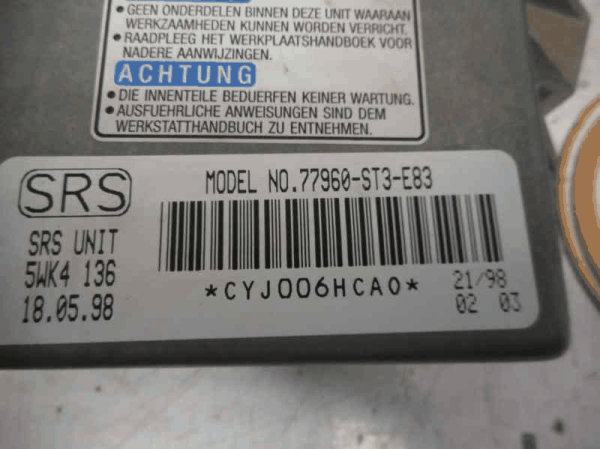 • GEEN ONDERDELEN BINNEN DEZE UNIT WAARAAN
WERKZAAMHEDEN KUNNEN WORDEN VERRICHT.
• RAADPLEEG HET WERKPLAATSHANDBOEK VOOR
NADERE AANWIJZINGEN.
ACHTUNG
• DIE INNENTEILE BEDUERFEN KEINER WARTUNG.
• AUSFUEHRLICHE ANWEISUNGEN SIND DEM
WERKSTATTHANDBUCH ZU ENTNEHMEN.
SRS
MODEL NO.77960-ST3-E83
SRS UNIT
5WK4 136
18.05.98
*CYJ006HCA0*
21/98
02 03